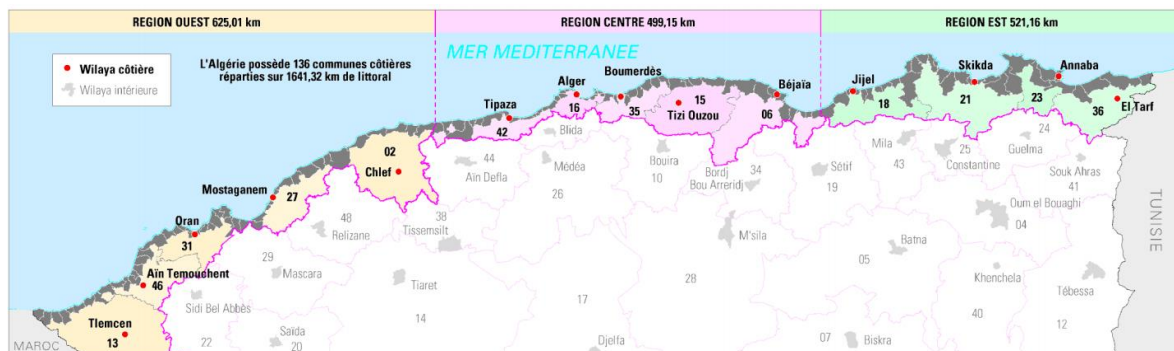 REGION OUEST 625,01 km
REGION CENTRE 499,15 km
REGION EST 521,16 km
MER MEDITERRANEE
Wilaya côtière
Wilaya intérieure
L'Algérie possède 136 communes côtières
réparties sur 1641,32 km de littoral
Tipaza
42
Alger
16
Boumerdès
35
15
Tizi Ouzou
Béjaïa
06
Jijel
18
Skikda
21
Annaba
23
36
El Tarf
02
Chlef
Mostaganem
27
Oran
31
Aïn Temouchent
46
Tlemcen
13
MAROC
TUNISIE
Blida
44
Aïn Defla
Médéa
26
Bouira
10
Bordj
Bou Arreridj
34
Sétif
19
Mila
43
25
Constantine
24
Guelma
Souk Ahras
41
Oum el Bouaghi
04
48
Relizane
38
Tissemsilt
29
Mascara
Tiaret
14
Sidi Bel Abbès
22
Saïda
20
17
Djelfa
M'sila
28
Batna
05
07
Biskra
Khenchela
40
Tébessa
12